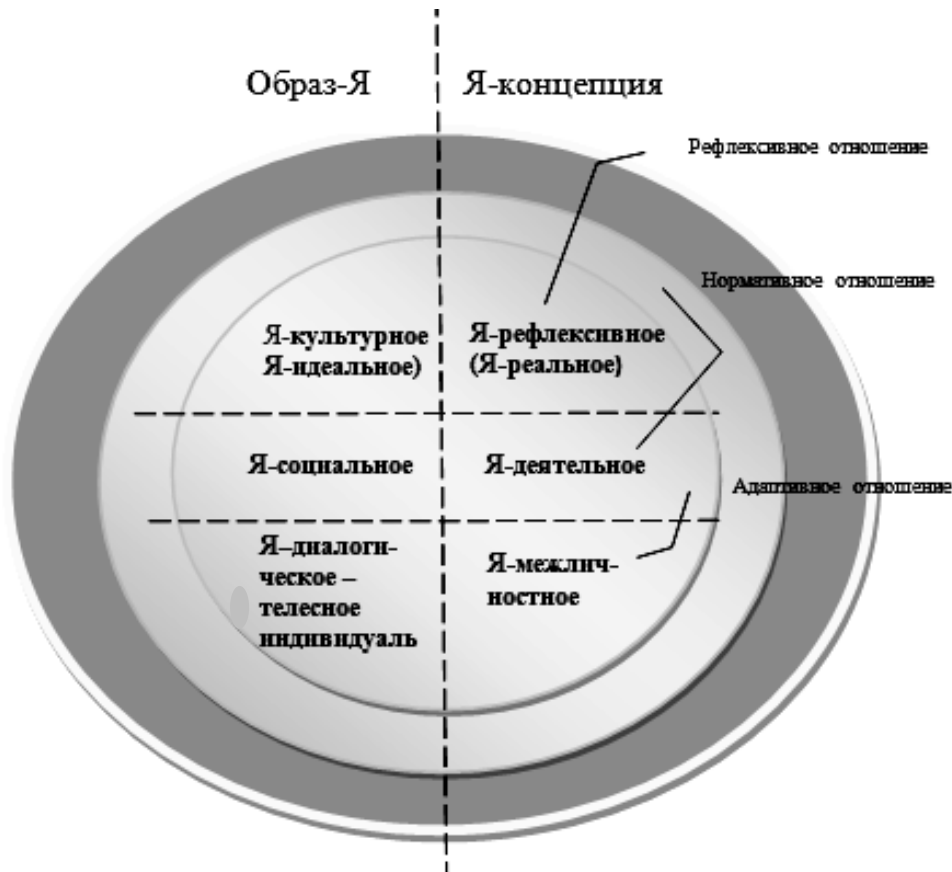 Образ-Я
Я-концепция
Рефлексивное отношение
Нормативное отношение
Я-культурное
Я-идеальное)
Я-рефлексивное
(Я-реальное)
Я-социальное
Я-деятельное
Адаптивное отношение
Я–диалоги-
ческое –
телесное
индивидуаль
Я-межлич-
ностное